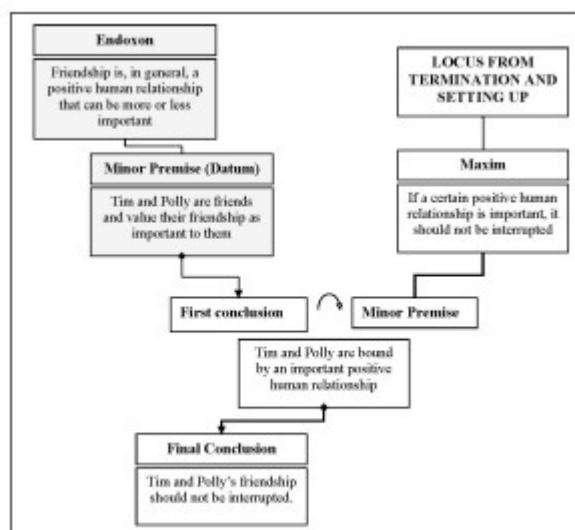 Endoxon
Friendship is, in general, a
positive human relationship
that can be more or less
important
Minor Premise (Datum)
Tim and Polly are friends
and value their friendship as
important to them
LOCUS FROM
TERMINATION AND
SETTING UP
Maxim
If a certain positive human
relationship is important, it
should not be interrupted
First conclusion
Minor Premise
Tim and Polly are bound
by an important positive
human relationship
Final Conclusion
Tim and Polly's friendship
should not be interrupted.